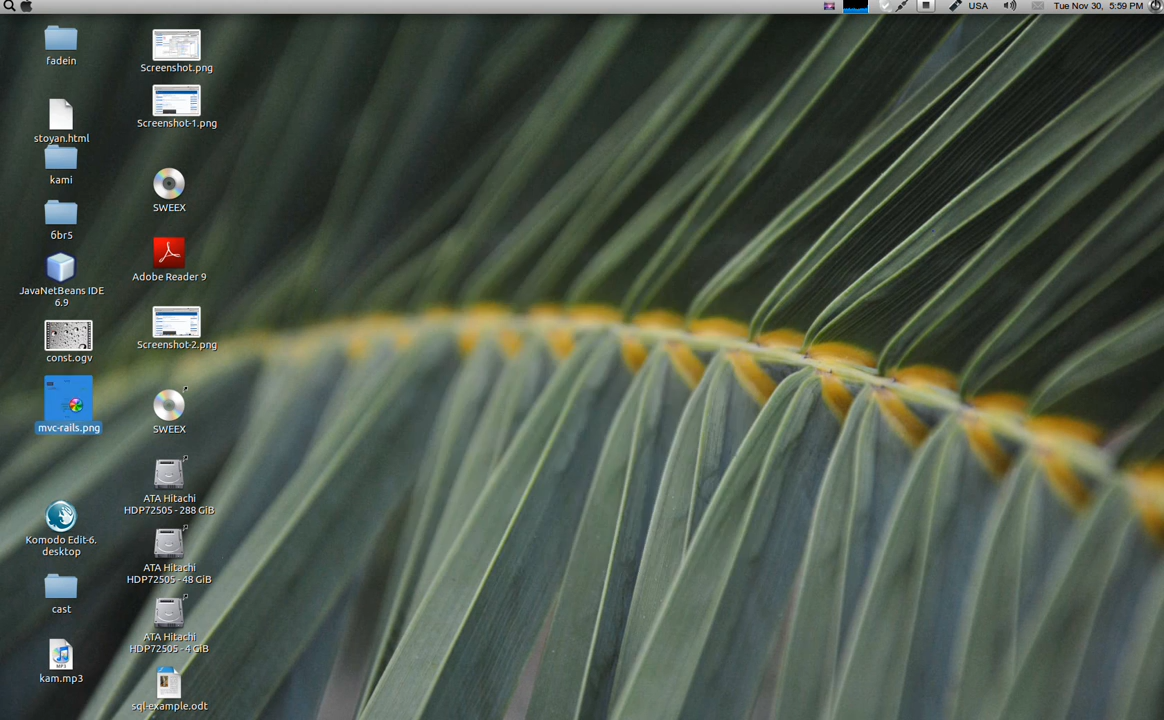 USA
Tue Nov 30, 5:59 PM
fadein
stoyan.html
kami
6br5
JavaNetBeans IDE
6.9
const.ogv
mvc-rails.png
Komodo Edit-6.
desktop
cast
MP3
kam.mp3
Screenshot.png
Screenshot-1.png
SWEEX
Adobe Reader 9
Screenshot-2.png
SWEEX
ATA Hitachi
HDP72505 - 288 GiB
ATA Hitachi
HDP72505 - 48 GiB
ATA Hitachi
HDP72505 - 4 GiB
sql-example.odt